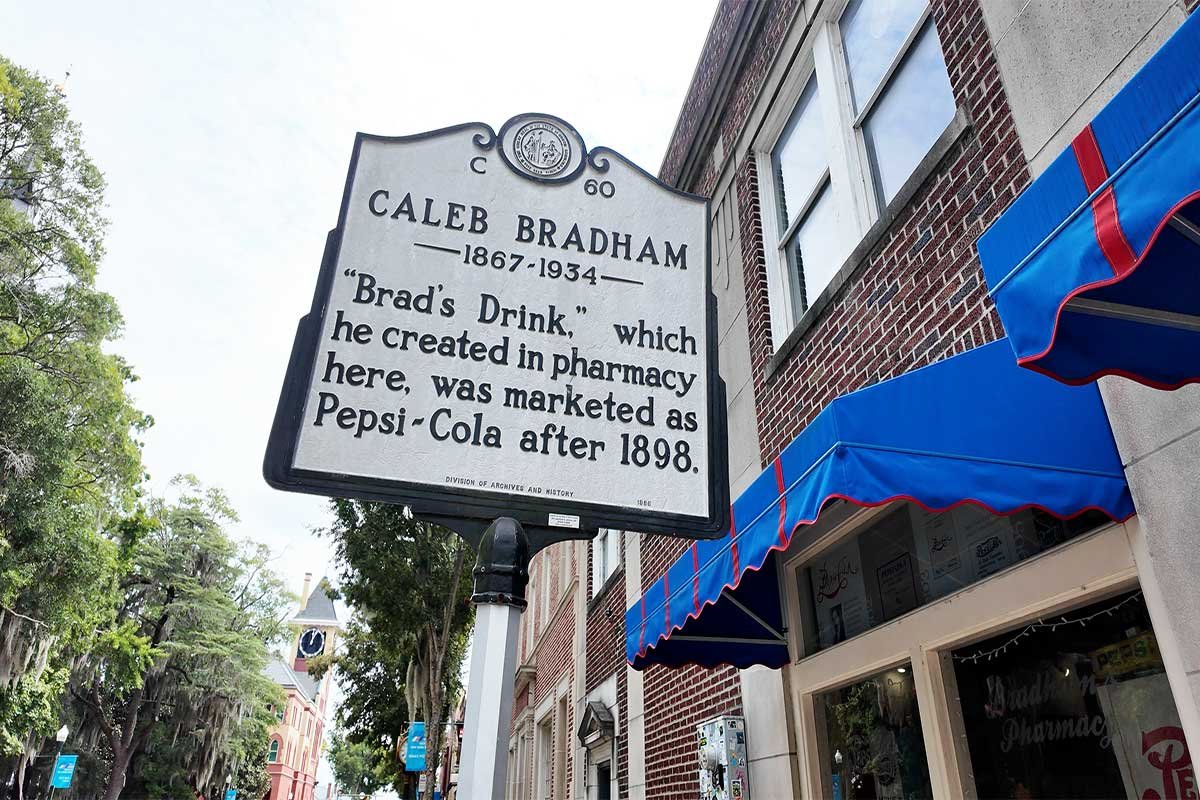 C 60
CALEB BRADHAM
1867-1934
"Brad's Drink," which
he created in pharmacy
here, was marketed as
Pepsi-Cola after 1898.
DIVISION OF ARCHIVES AND HISTORY
Bradham's
Pharmacy